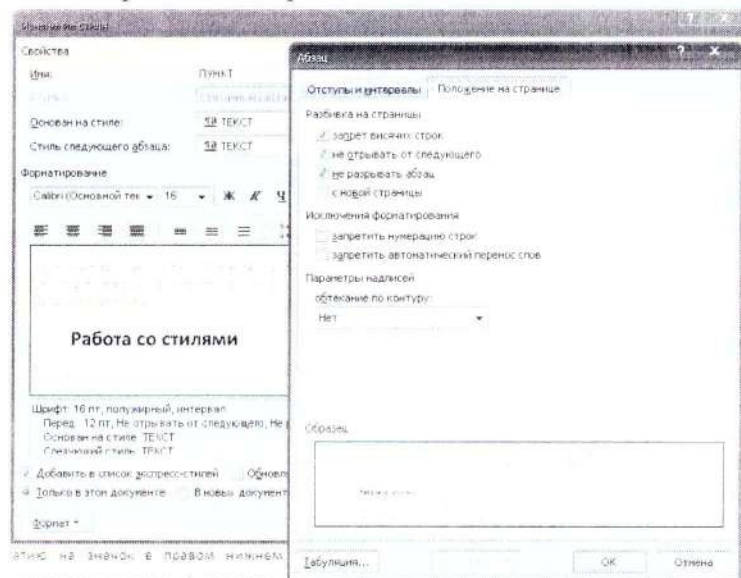 Свойства
Имя: ПУНКТ
Основан на стиле: ¶a ТЕКСТ
Стиль следующего абзаца: ¶a ТЕКСТ
Форматирование
Calibri (Основной тек 16 Ж К Ч
Работа со стилями
Шрифт: 16 пт, полужирный, интервал
Перед: 12 пт, Не отрывать от следующего, Не р
Основан на стиле: ТЕКСТ
Следующий стиль: ТЕКСТ
Добавить в список экспресс-стилей Обновл
Только в этом документе В новых документ
Формат
Абзац ? X
Отступы и интервалы Положение на странице
Разбивка на страницы
запрет висячих строк
не отрывать от следующего
не разрывать абзац
с новой страницы
Исключения форматирования
запретить нумерацию строк
запретить автоматический перенос слов
Параметры надписей
обтекание по контуру:
Нет
Образец
Табуляция... ОК Отмена
на значок в правом нижнем